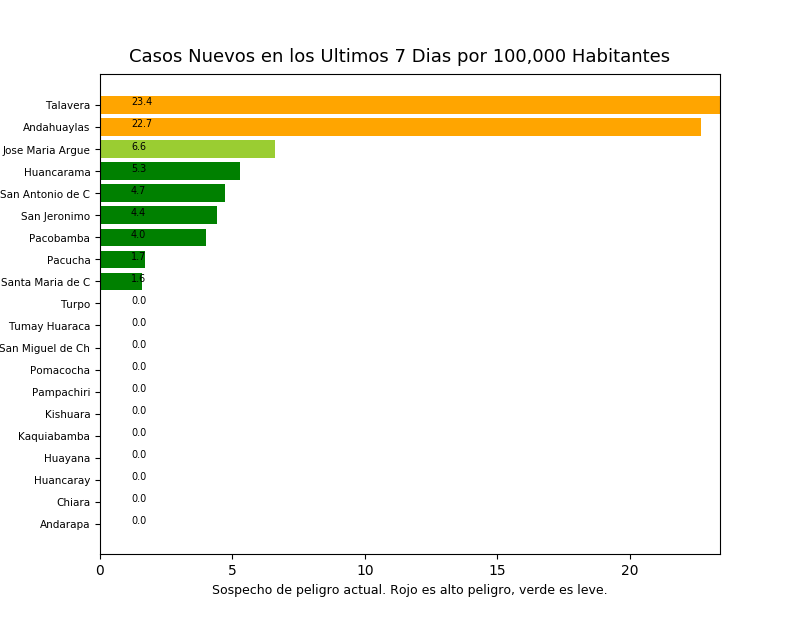 Casos Nuevos en los Ultimos 7 Dias por 100,000 Habitantes
Talavera 23.4
Andahuaylas 22.7
Jose Maria Argue 6.6
Huancarama 5.3
San Antonio de C 4.7
San Jeronimo 4.4
Pacobamba 4.0
Pacucha 1.7
Santa Maria de C 1.6
Turpo 0.0
Tumay Huaraca 0.0
San Miguel de Ch 0.0
Pomacocha 0.0
Pampachiri 0.0
Kishuara 0.0
Kaquiabamba 0.0
Huayana 0.0
Huancaray 0.0
Chiara 0.0
Andarapa 0.0
0 5 10 15 20
Sospecho de peligro actual. Rojo es alto peligro, verde es leve.